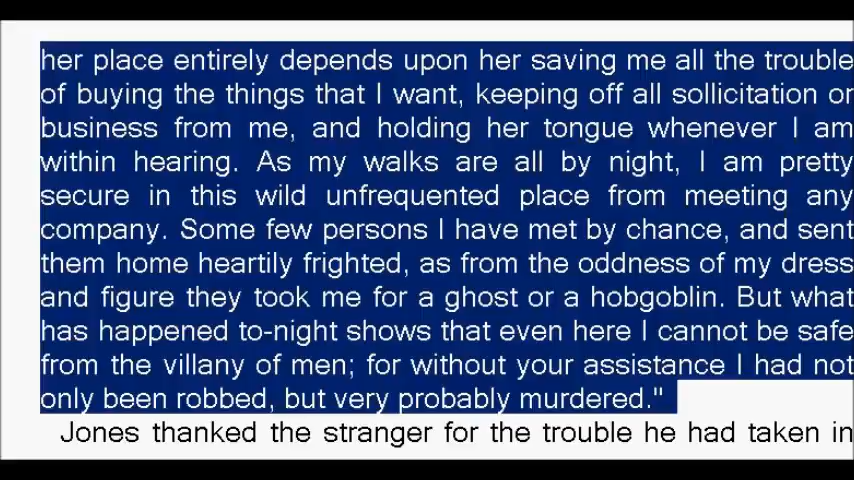 her place entirely depends upon her saving me all the trouble
of buying the things that I want, keeping off all sollicitation or
business from me, and holding her tongue whenever I am
within hearing. As my walks are all by night, I am pretty
secure in this wild unfrequented place from meeting any
company. Some few persons I have met by chance, and sent
them home heartily frighted, as from the oddness of my dress
and figure they took me for a ghost or a hobgoblin. But what
has happened to-night shows that even here I cannot be safe
from the villany of men; for without your assistance I had not
only been robbed, but very probably murdered."
Jones thanked the stranger for the trouble he had taken in